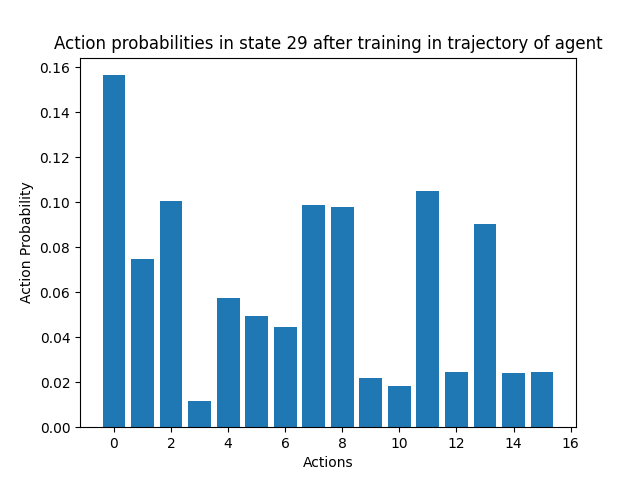 Action probabilities in state 29 after training in trajectory of agent
0.16
0.14
0.12
0.10
0.08
0.06
0.04
0.02
0.00
Action Probability
0 2 4 6 8 10 12 14 16
Actions